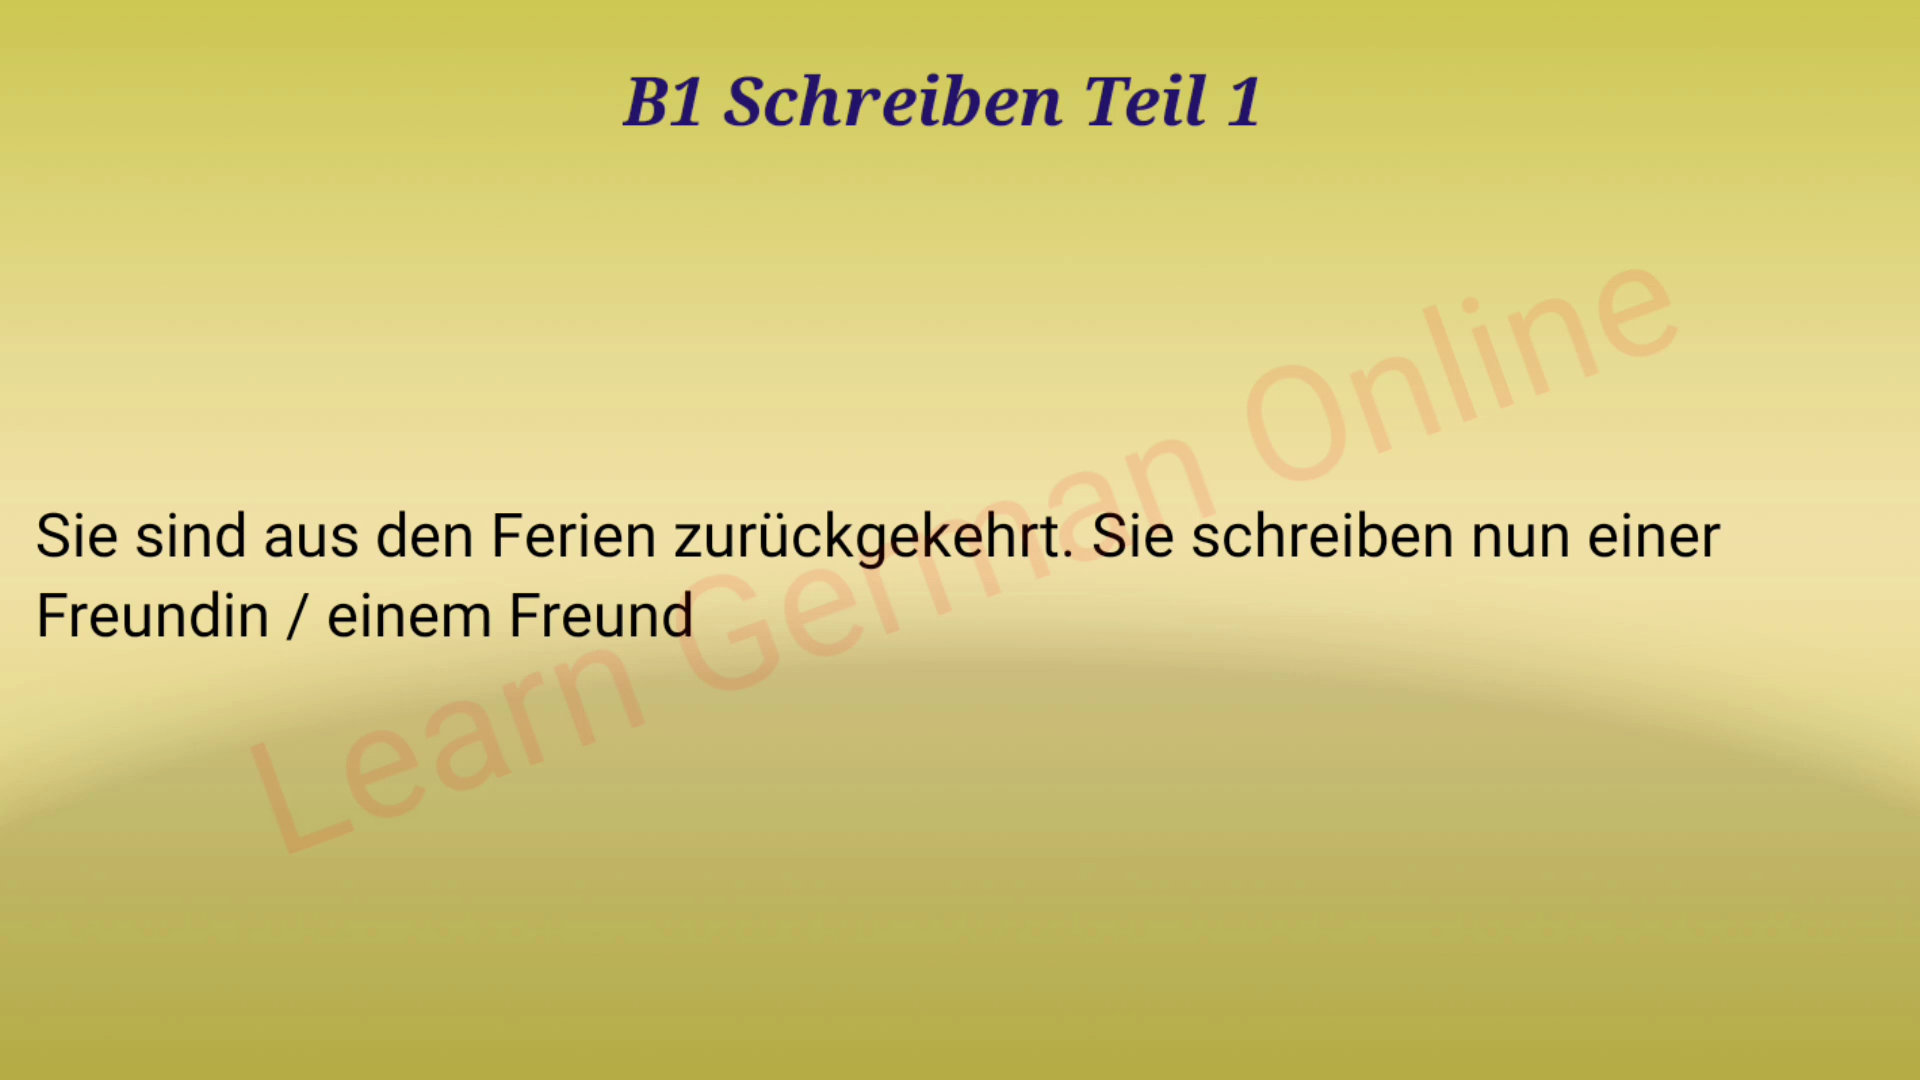 B1 Schreiben Teil 1
Sie sind aus den Ferien zurückgekehrt. Sie schreiben nun einer
Freundin / einem Freund
Learn German Online